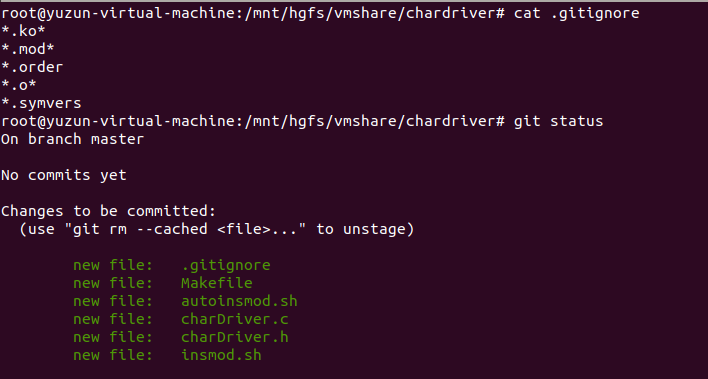 root@yuzun-virtual-machine:/mnt/hgfs/vmshare/chardriver# cat .gitignore
*.ko*
*.mod*
*.order
*.o*
*.symvers
root@yuzun-virtual-machine:/mnt/hgfs/vmshare/chardriver# git status
On branch master

No commits yet

Changes to be committed:
  (use "git rm --cached <file>..." to unstage)

        new file:   .gitignore
        new file:   Makefile
        new file:   autoinsmod.sh
        new file:   charDriver.c
        new file:   charDriver.h
        new file:   insmod.sh